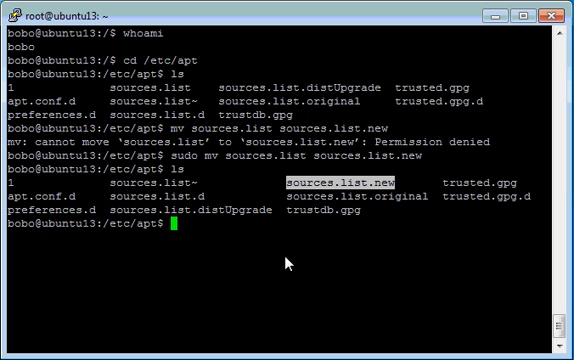 root@ubuntu13: ~
bobo@ubuntu13:/$ whoami
bobo
bobo@ubuntu13:/$ cd /etc/apt
bobo@ubuntu13:/etc/apt$ ls
1 sources.list sources.list.distUpgrade trusted.gpg
apt.conf.d sources.list~ sources.list.original trusted.gpg.d
preferences.d sources.list.d trustdb.gpg
bobo@ubuntu13:/etc/apt$ mv sources.list sources.list.new
mv: cannot move ‘sources.list’ to ‘sources.list.new’: Permission denied
bobo@ubuntu13:/etc/apt$ sudo mv sources.list sources.list.new
bobo@ubuntu13:/etc/apt$ ls
1 sources.list~ sources.list.new trusted.gpg
apt.conf.d sources.list.d sources.list.original trusted.gpg.d
preferences.d sources.list.distUpgrade trustdb.gpg
bobo@ubuntu13:/etc/apt$